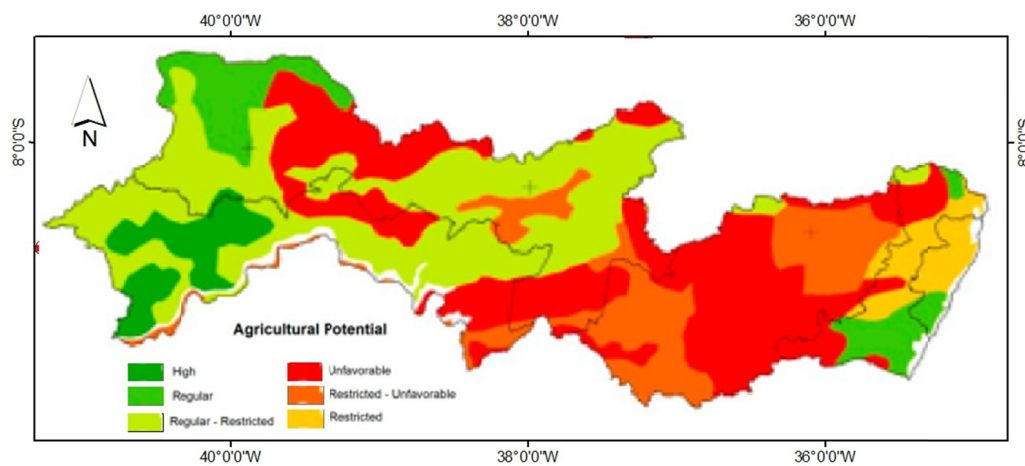 40°0'0"W 38°0'0"W 36°0'0"W
8°0'0"S
8°0'0"S
N
Agricultural Potential
High
Regular
Regular - Restricted
Unfavorable
Restricted - Unfavorable
Restricted
40°0'0"W 38°0'0"W 36°0'0"W